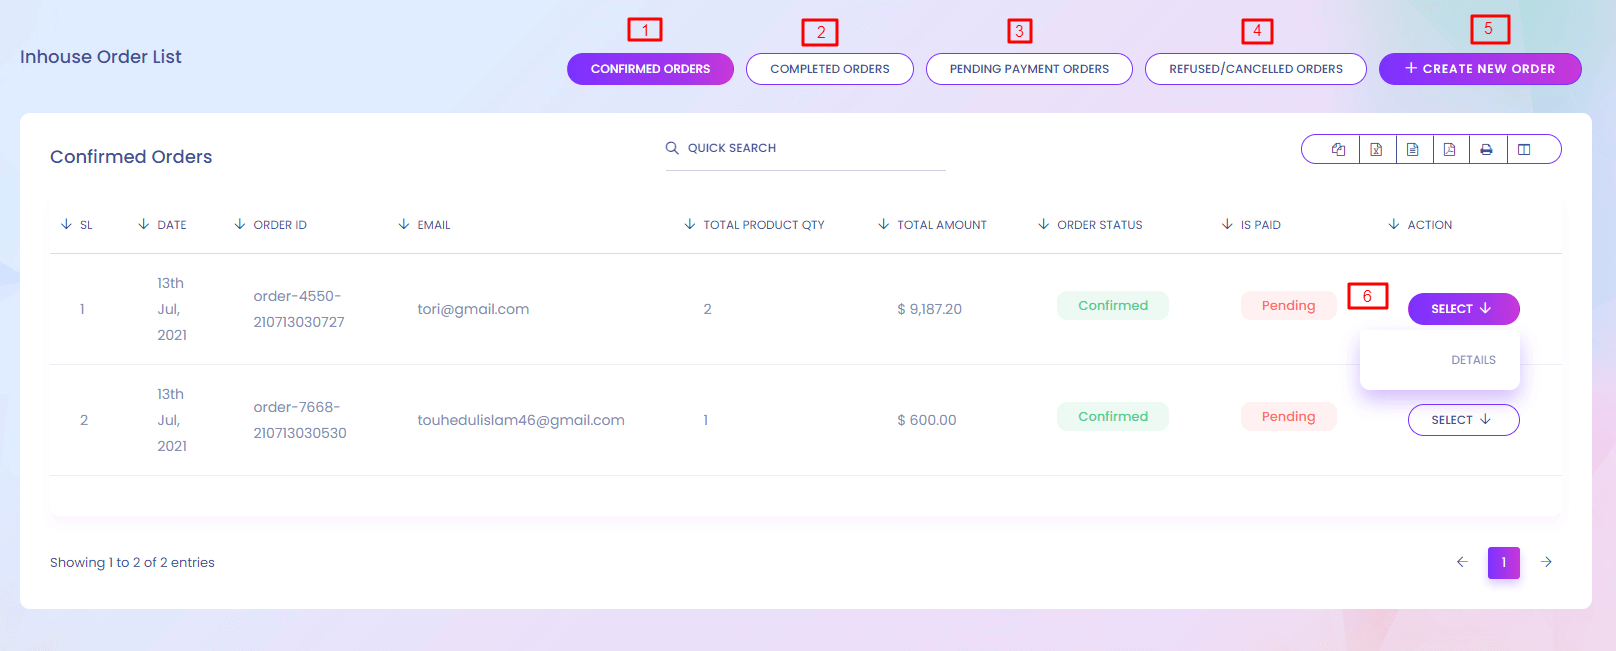 1
2
3
4
5
Inhouse Order List
CONFIRMED ORDERS
COMPLETED ORDERS
PENDING PAYMENT ORDERS
REFUSED/CANCELLED ORDERS
+ CREATE NEW ORDER
Confirmed Orders
QUICK SEARCH
SL
DATE
ORDER ID
EMAIL
TOTAL PRODUCT QTY
TOTAL AMOUNT
ORDER STATUS
IS PAID
ACTION
1
13th
Jul,
2021
order-4550-
210713030727
tori@gmail.com
2
$ 9,187.20
Confirmed
Pending
6
SELECT
DETAILS
2
13th
Jul,
2021
order-7668-
210713030530
touhedulislam46@gmail.com
1
$ 600.00
Confirmed
Pending
SELECT
Showing 1 to 2 of 2 entries
1